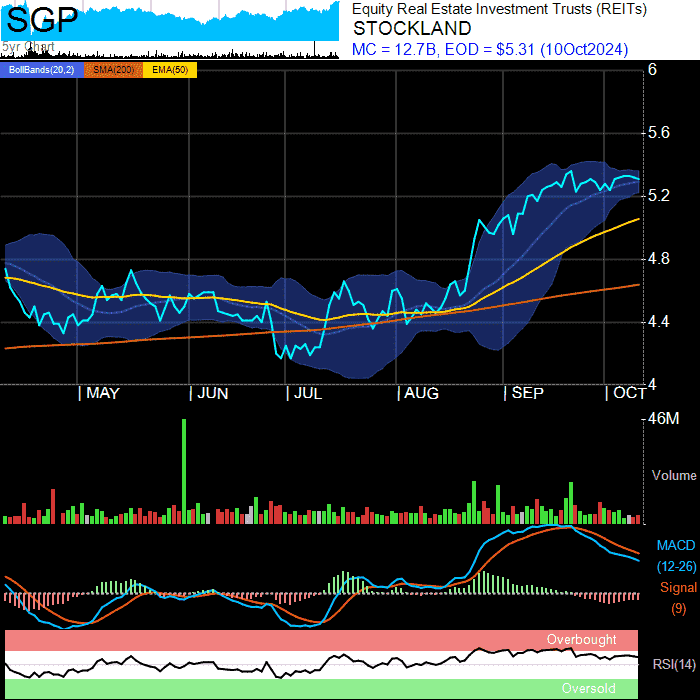 SGP
5yr Chart
Equity Real Estate Investment Trusts (REITs)
STOCKLAND
MC = 12.7B, EOD = $5.31 (10Oct2024)
BollBands(20,2) SMA(200) EMA(50)
6
5.6
5.2
4.8
4.4
4
| MAY | JUN | JUL | AUG | SEP | OCT
46M
Volume
MACD
(12-26)
Signal
(9)
Overbought
RSI(14)
Oversold